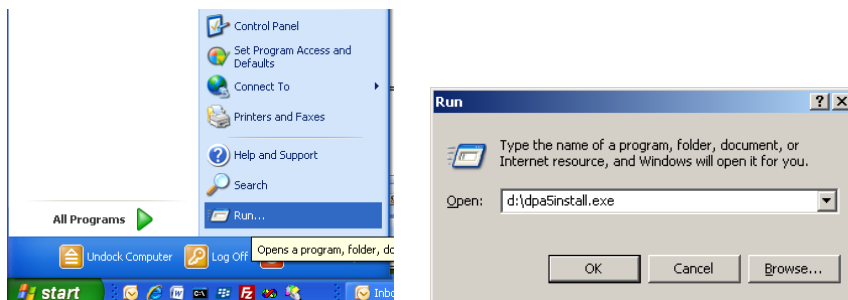 Control Panel
Set Program Access and
Defaults
Connect To
Printers and Faxes
Help and Support
Search
All Programs
Run...
Undock Computer
Log Off
Opens a program, folder, do
start
Inbo
Run
Type the name of a program, folder, document, or
Internet resource, and Windows will open it for you.
Open:
d:\dpa5install.exe
OK
Cancel
Browse...